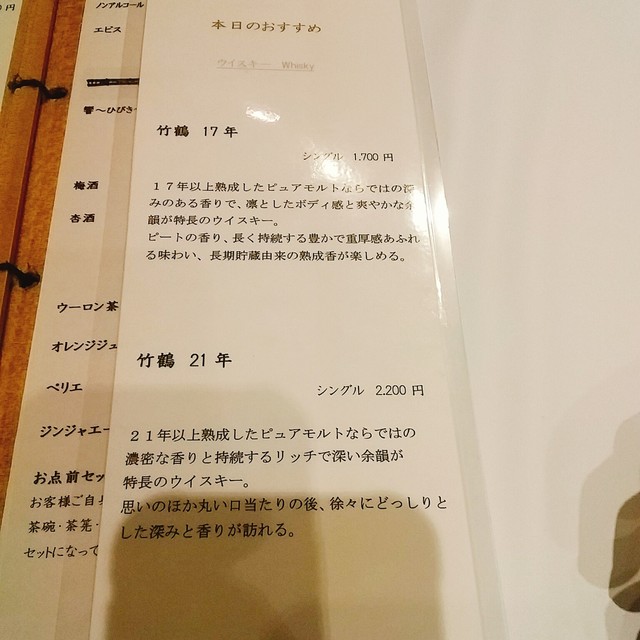 本日のおすすめ
ウイスキー Whisky
竹鶴 17 年
シングル 1,700 円
１７年以上熟成したピュアモルトならではの深
みのある香りで、凛としたボディ感と爽やかな余
韻が特長のウイスキー。
ピートの香り、長く持続する豊かで重厚感あふれ
る味わい、長期貯蔵由来の熟成香が楽しめる。
竹鶴 21 年
シングル 2,200 円
２１年以上熟成したピュアモルトならではの
濃密な香りと持続するリッチで深い余韻が
特長のウイスキー。
思いのほか丸い口当たりの後、徐々にどっしりと
した深みと香りが訪れる。
円
ノンアルコール
エビス
響～ひびき～
梅酒
杏酒
ウーロン茶
オレンジジュ
ペリエ
ジンジャエー
お点前セッ
お客様ご自
茶碗・茶筅・
セットになって